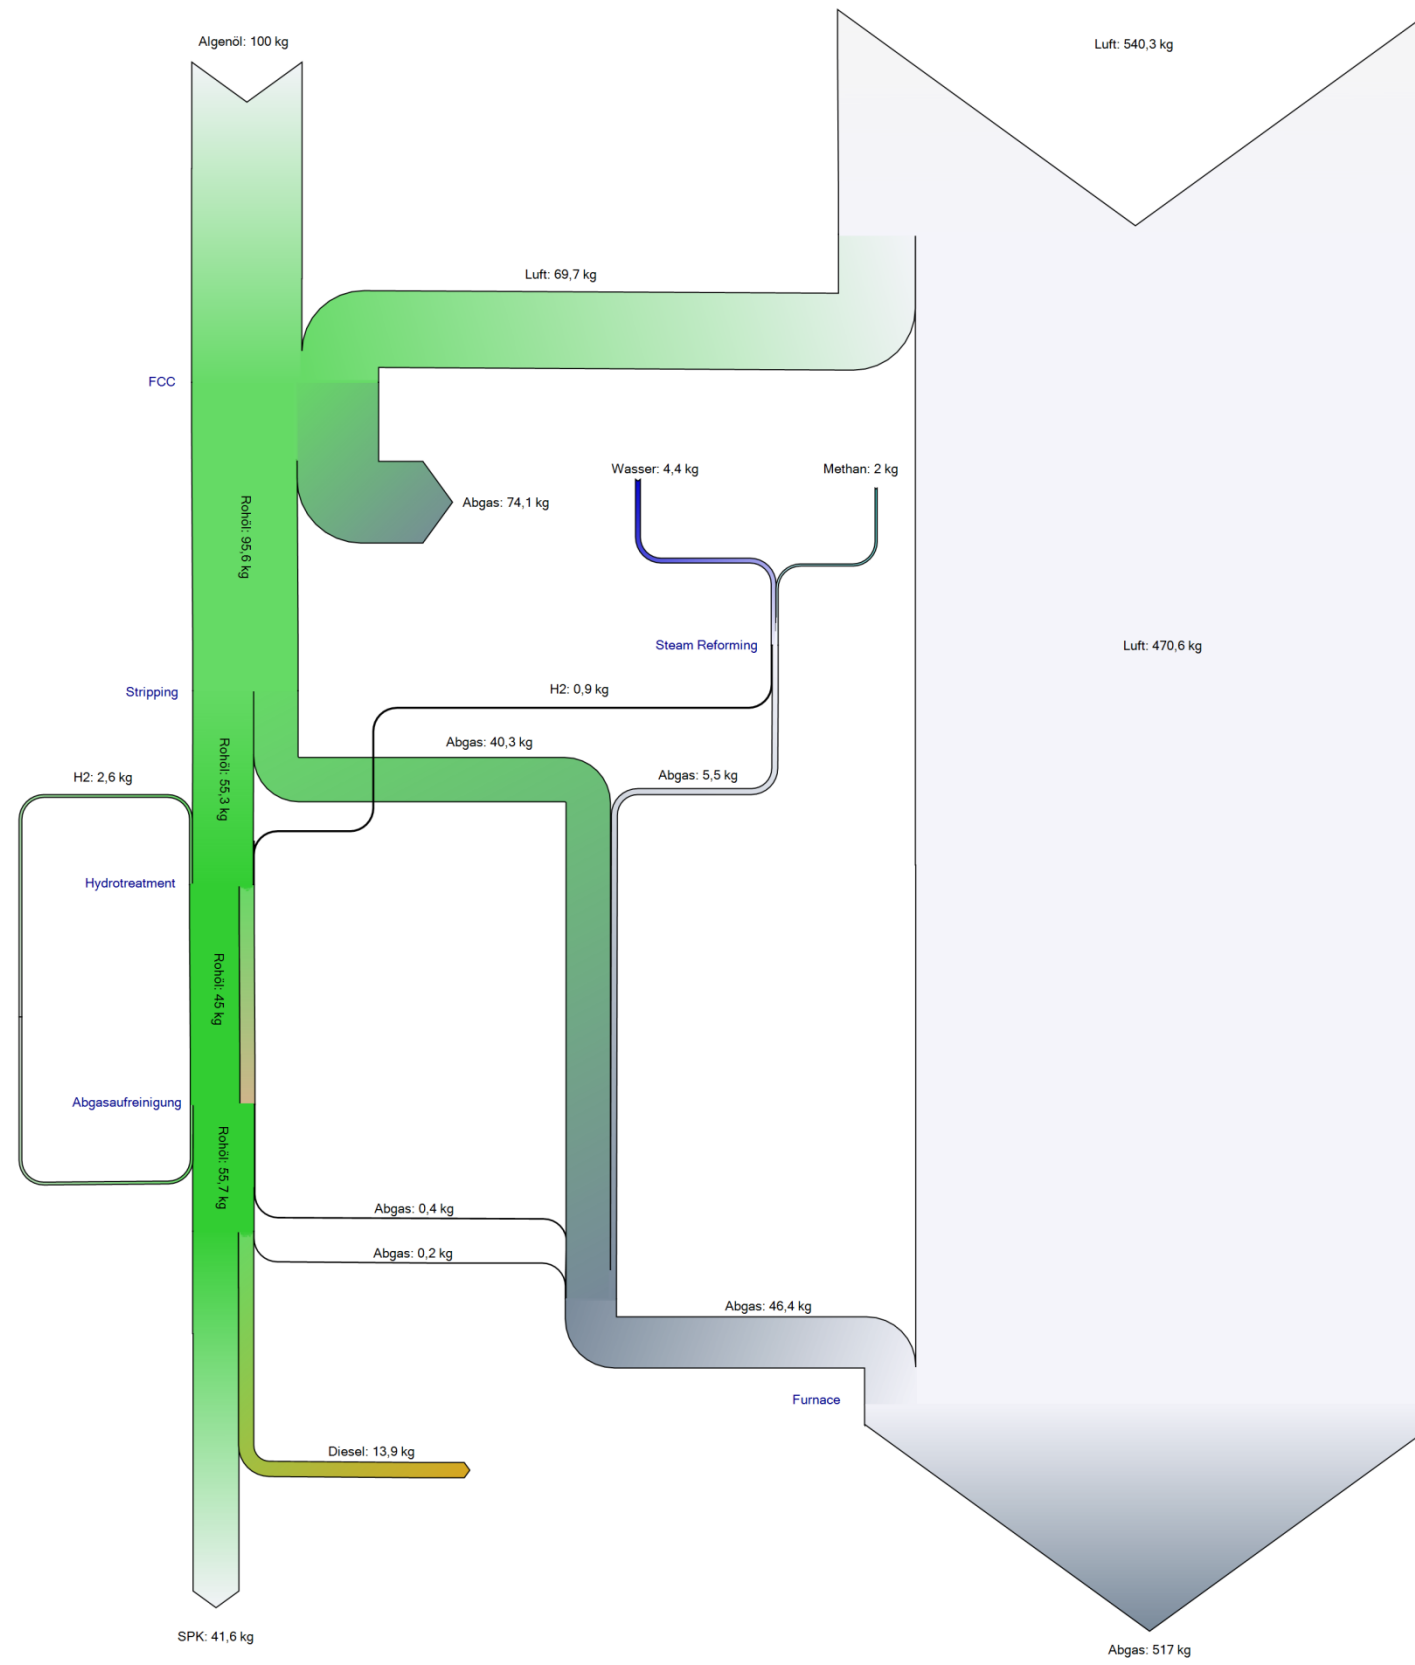 Algenöl: 100 kg
Luft: 540,3 kg
Luft: 69,7 kg
FCC
Wasser: 4,4 kg
Methan: 2 kg
Abgas: 74,1 kg
Rohöl: 95,6 kg
Steam Reforming
Luft: 470,6 kg
Stripping
H2: 0,9 kg
Abgas: 40,3 kg
H2: 2,6 kg
Rohöl: 55,3 kg
Abgas: 5,5 kg
Hydrotreatment
Rohöl: 45 kg
Abgasaufreinigung
Rohöl: 55,7 kg
Abgas: 0,4 kg
Abgas: 0,2 kg
Abgas: 46,4 kg
Furnace
Diesel: 13,9 kg
SPK: 41,6 kg
Abgas: 517 kg